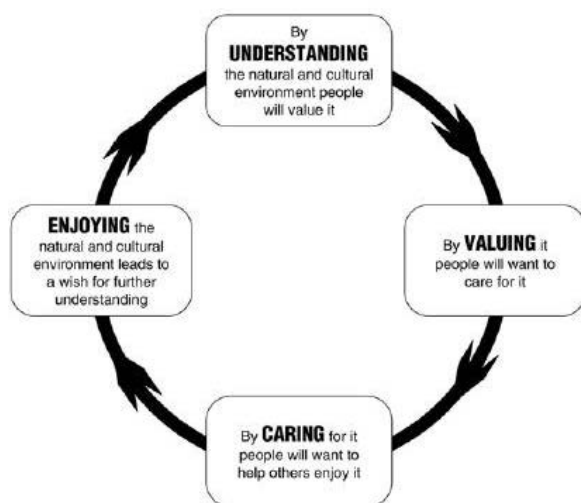 By
UNDERSTANDING
the natural and cultural
environment people
will value it
By VALUING it
people will want to
care for it
By CARING for it
people will want to
help others enjoy it
ENJOYING the
natural and cultural
environment leads to
a wish for further
understanding